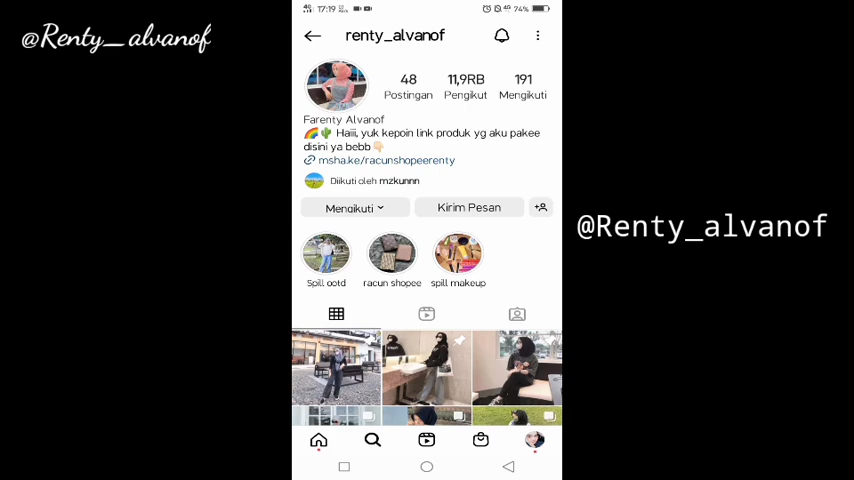 @Renty_alvanof
17:19
74%
renty_alvanof
48
11,9RB
191
Postingan
Pengikut
Mengikuti
Farenty Alvanof
🌈🌵 Haiii, yuk kepoin link produk yg aku pakee
disini ya bebb👇🏻
msha.ke/racunshopeerenty
Diikuti oleh mzkunnn
Mengikuti
Kirim Pesan
Spill ootd
racun shopee
spill makeup
@Renty_alvanof